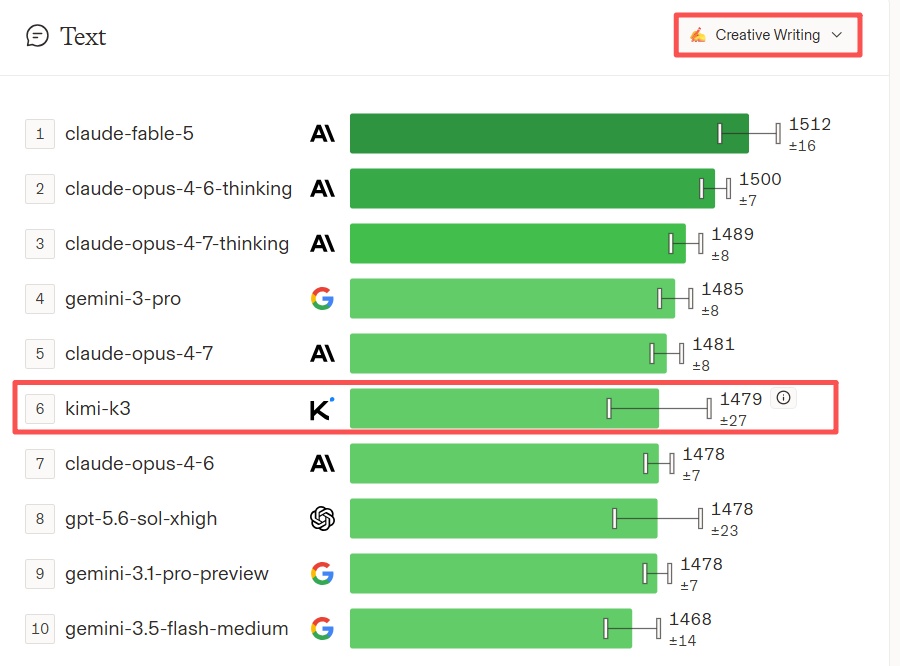 Text
Creative Writing
1 claude-fable-5 1512 ±16
2 claude-opus-4-6-thinking 1500 ±7
3 claude-opus-4-7-thinking 1489 ±8
4 gemini-3-pro 1485 ±8
5 claude-opus-4-7 1481 ±8
6 kimi-k3 1479 ±27
7 claude-opus-4-6 1478 ±7
8 gpt-5.6-sol-xhigh 1478 ±23
9 gemini-3.1-pro-preview 1478 ±7
10 gemini-3.5-flash-medium 1468 ±14